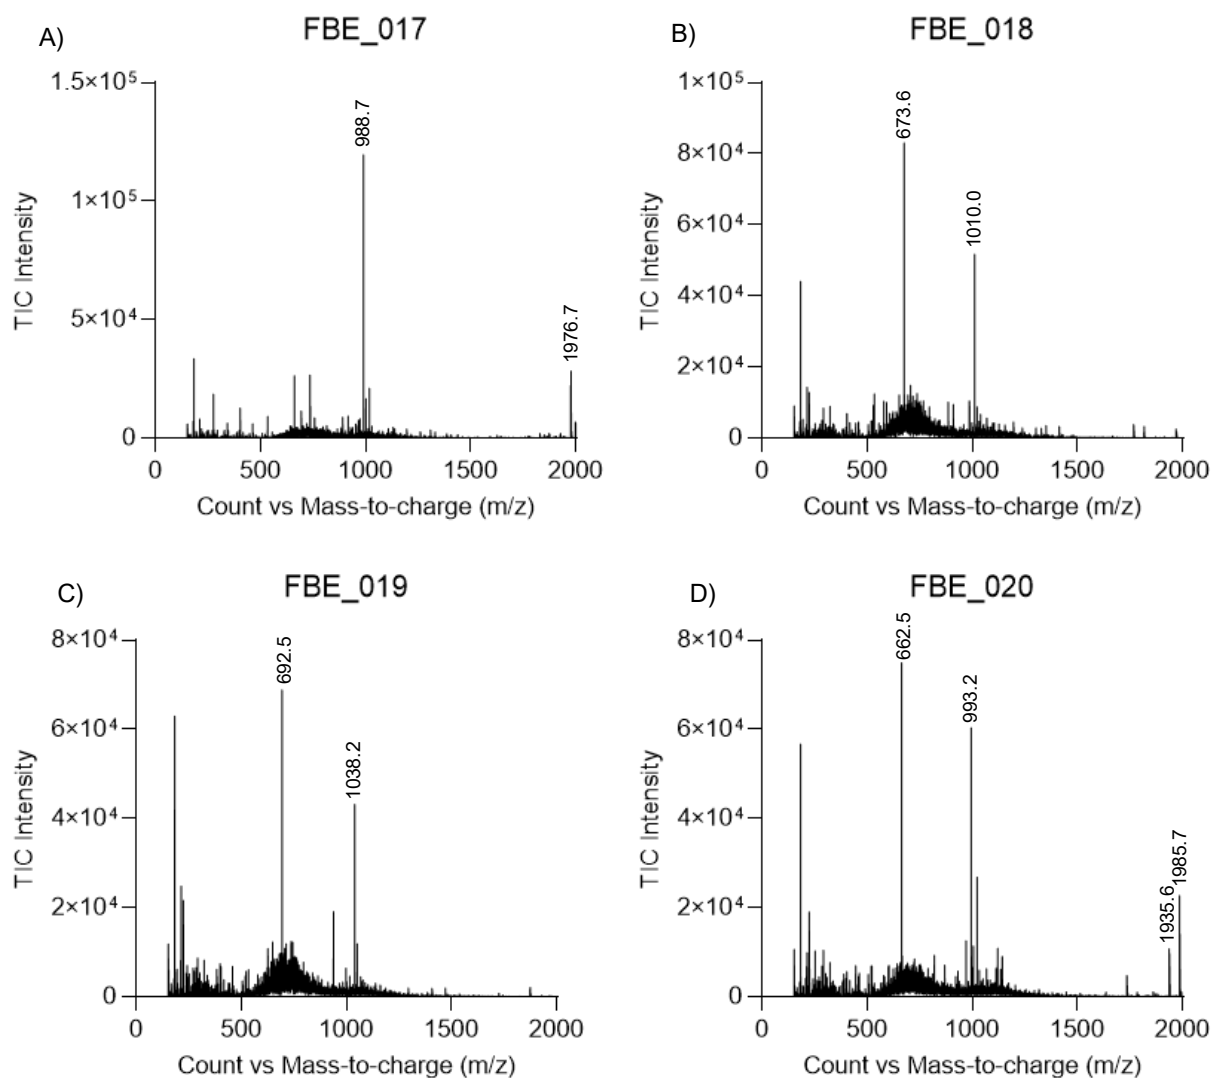 A)
FBE_017
1.5×10⁵
1×10⁵
5×10⁴
0
TIC Intensity
988.7
1976.7
0 500 1000 1500 2000
Count vs Mass-to-charge (m/z)
B)
FBE_018
1×10⁵
8×10⁴
6×10⁴
4×10⁴
2×10⁴
0
TIC Intensity
673.6
1010.0
0 500 1000 1500 2000
Count vs Mass-to-charge (m/z)
C)
FBE_019
8×10⁴
6×10⁴
4×10⁴
2×10⁴
0
TIC Intensity
692.5
1038.2
0 500 1000 1500 2000
Count vs Mass-to-charge (m/z)
D)
FBE_020
8×10⁴
6×10⁴
4×10⁴
2×10⁴
0
TIC Intensity
662.5
993.2
1935.6
1985.7
0 500 1000 1500 2000
Count vs Mass-to-charge (m/z)